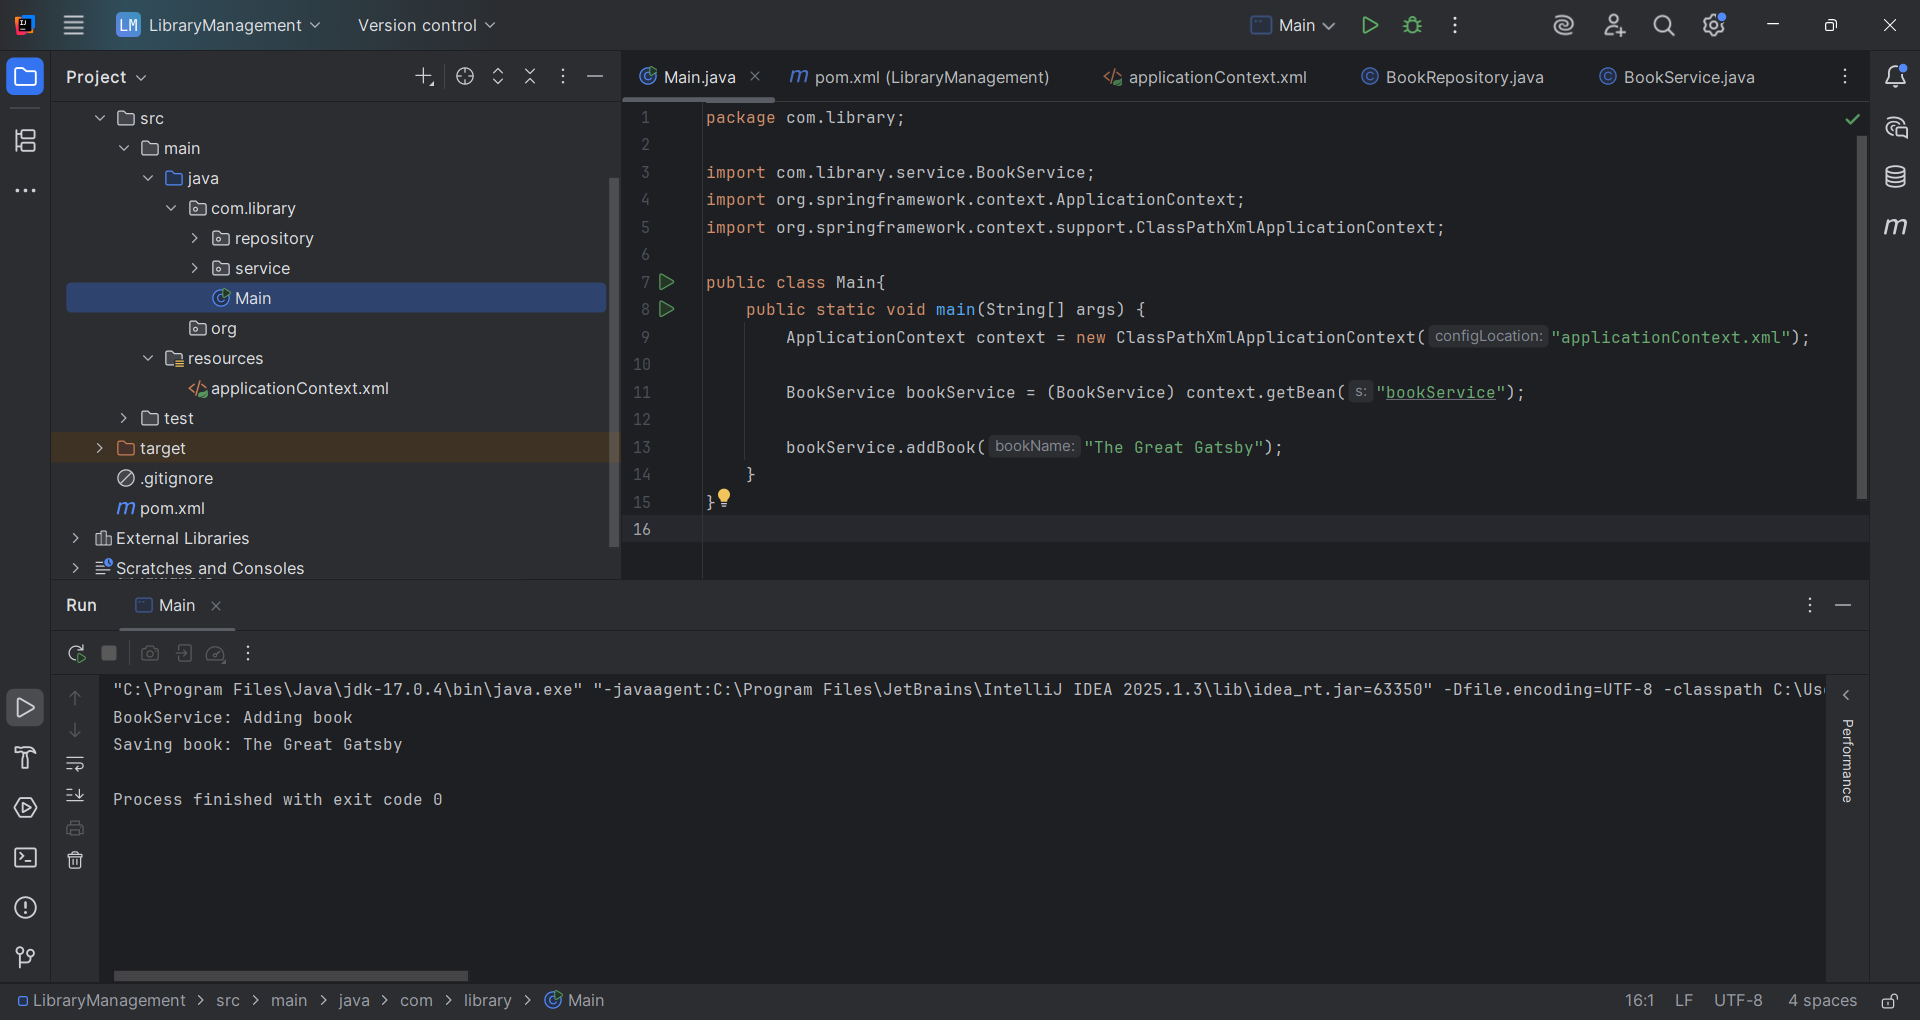 LM LibraryManagement Version control Main
Project
Main.java pom.xml (LibraryManagement) applicationContext.xml BookRepository.java BookService.java
src
main
java
com.library
repository
service
Main
org
resources
applicationContext.xml
test
target
.gitignore
m pom.xml
External Libraries
Scratches and Consoles
1 package com.library;
2
3 import com.library.service.BookService;
4 import org.springframework.context.ApplicationContext;
5 import org.springframework.context.support.ClassPathXmlApplicationContext;
6
7 public class Main{
8 public static void main(String[] args) {
9 ApplicationContext context = new ClassPathXmlApplicationContext( configLocation: "applicationContext.xml");
10
11 BookService bookService = (BookService) context.getBean( s: "bookService");
12
13 bookService.addBook( bookName: "The Great Gatsby");
14 }
15 }
16
Run Main
"C:\Program Files\Java\jdk-17.0.4\bin\java.exe" "-javaagent:C:\Program Files\JetBrains\IntelliJ IDEA 2025.1.3\lib\idea_rt.jar=63350" -Dfile.encoding=UTF-8 -classpath C:\Us
BookService: Adding book
Saving book: The Great Gatsby
Process finished with exit code 0
Performance
LibraryManagement > src > main > java > com > library > Main 16:1 LF UTF-8 4 spaces